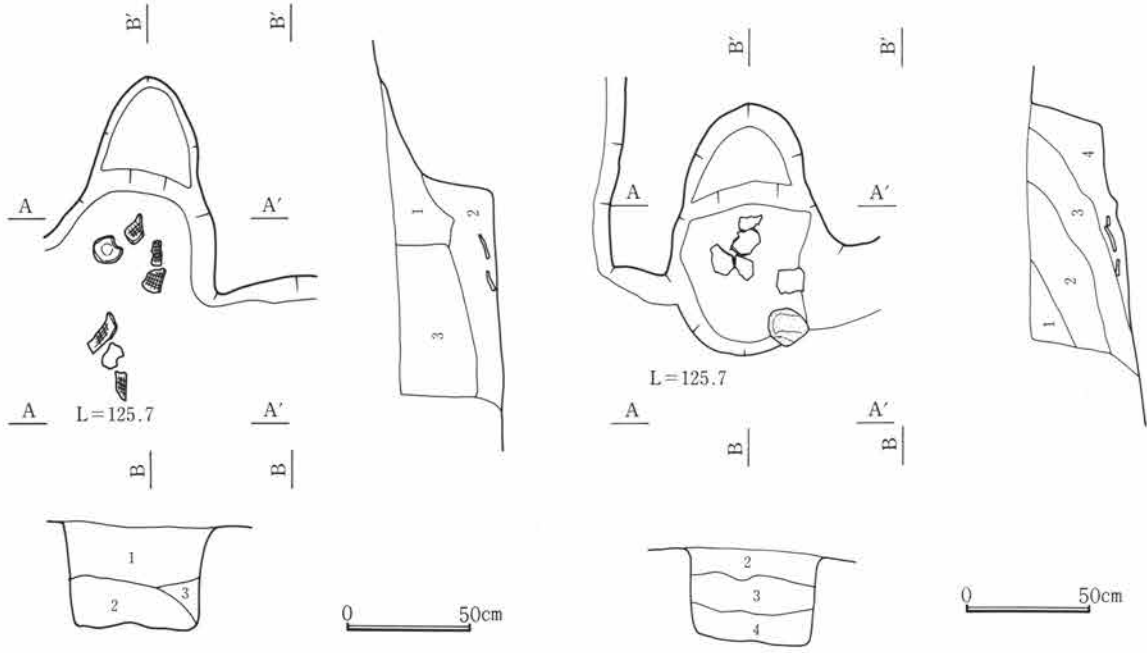 B′ B′
A A′
1 2
3
A L=125.7 A′
B B
1
2 3
0 50cm
B′ B′
A A′
4
3
2
1
L=125.7
A A′
B B
2
3
4
0 50cm